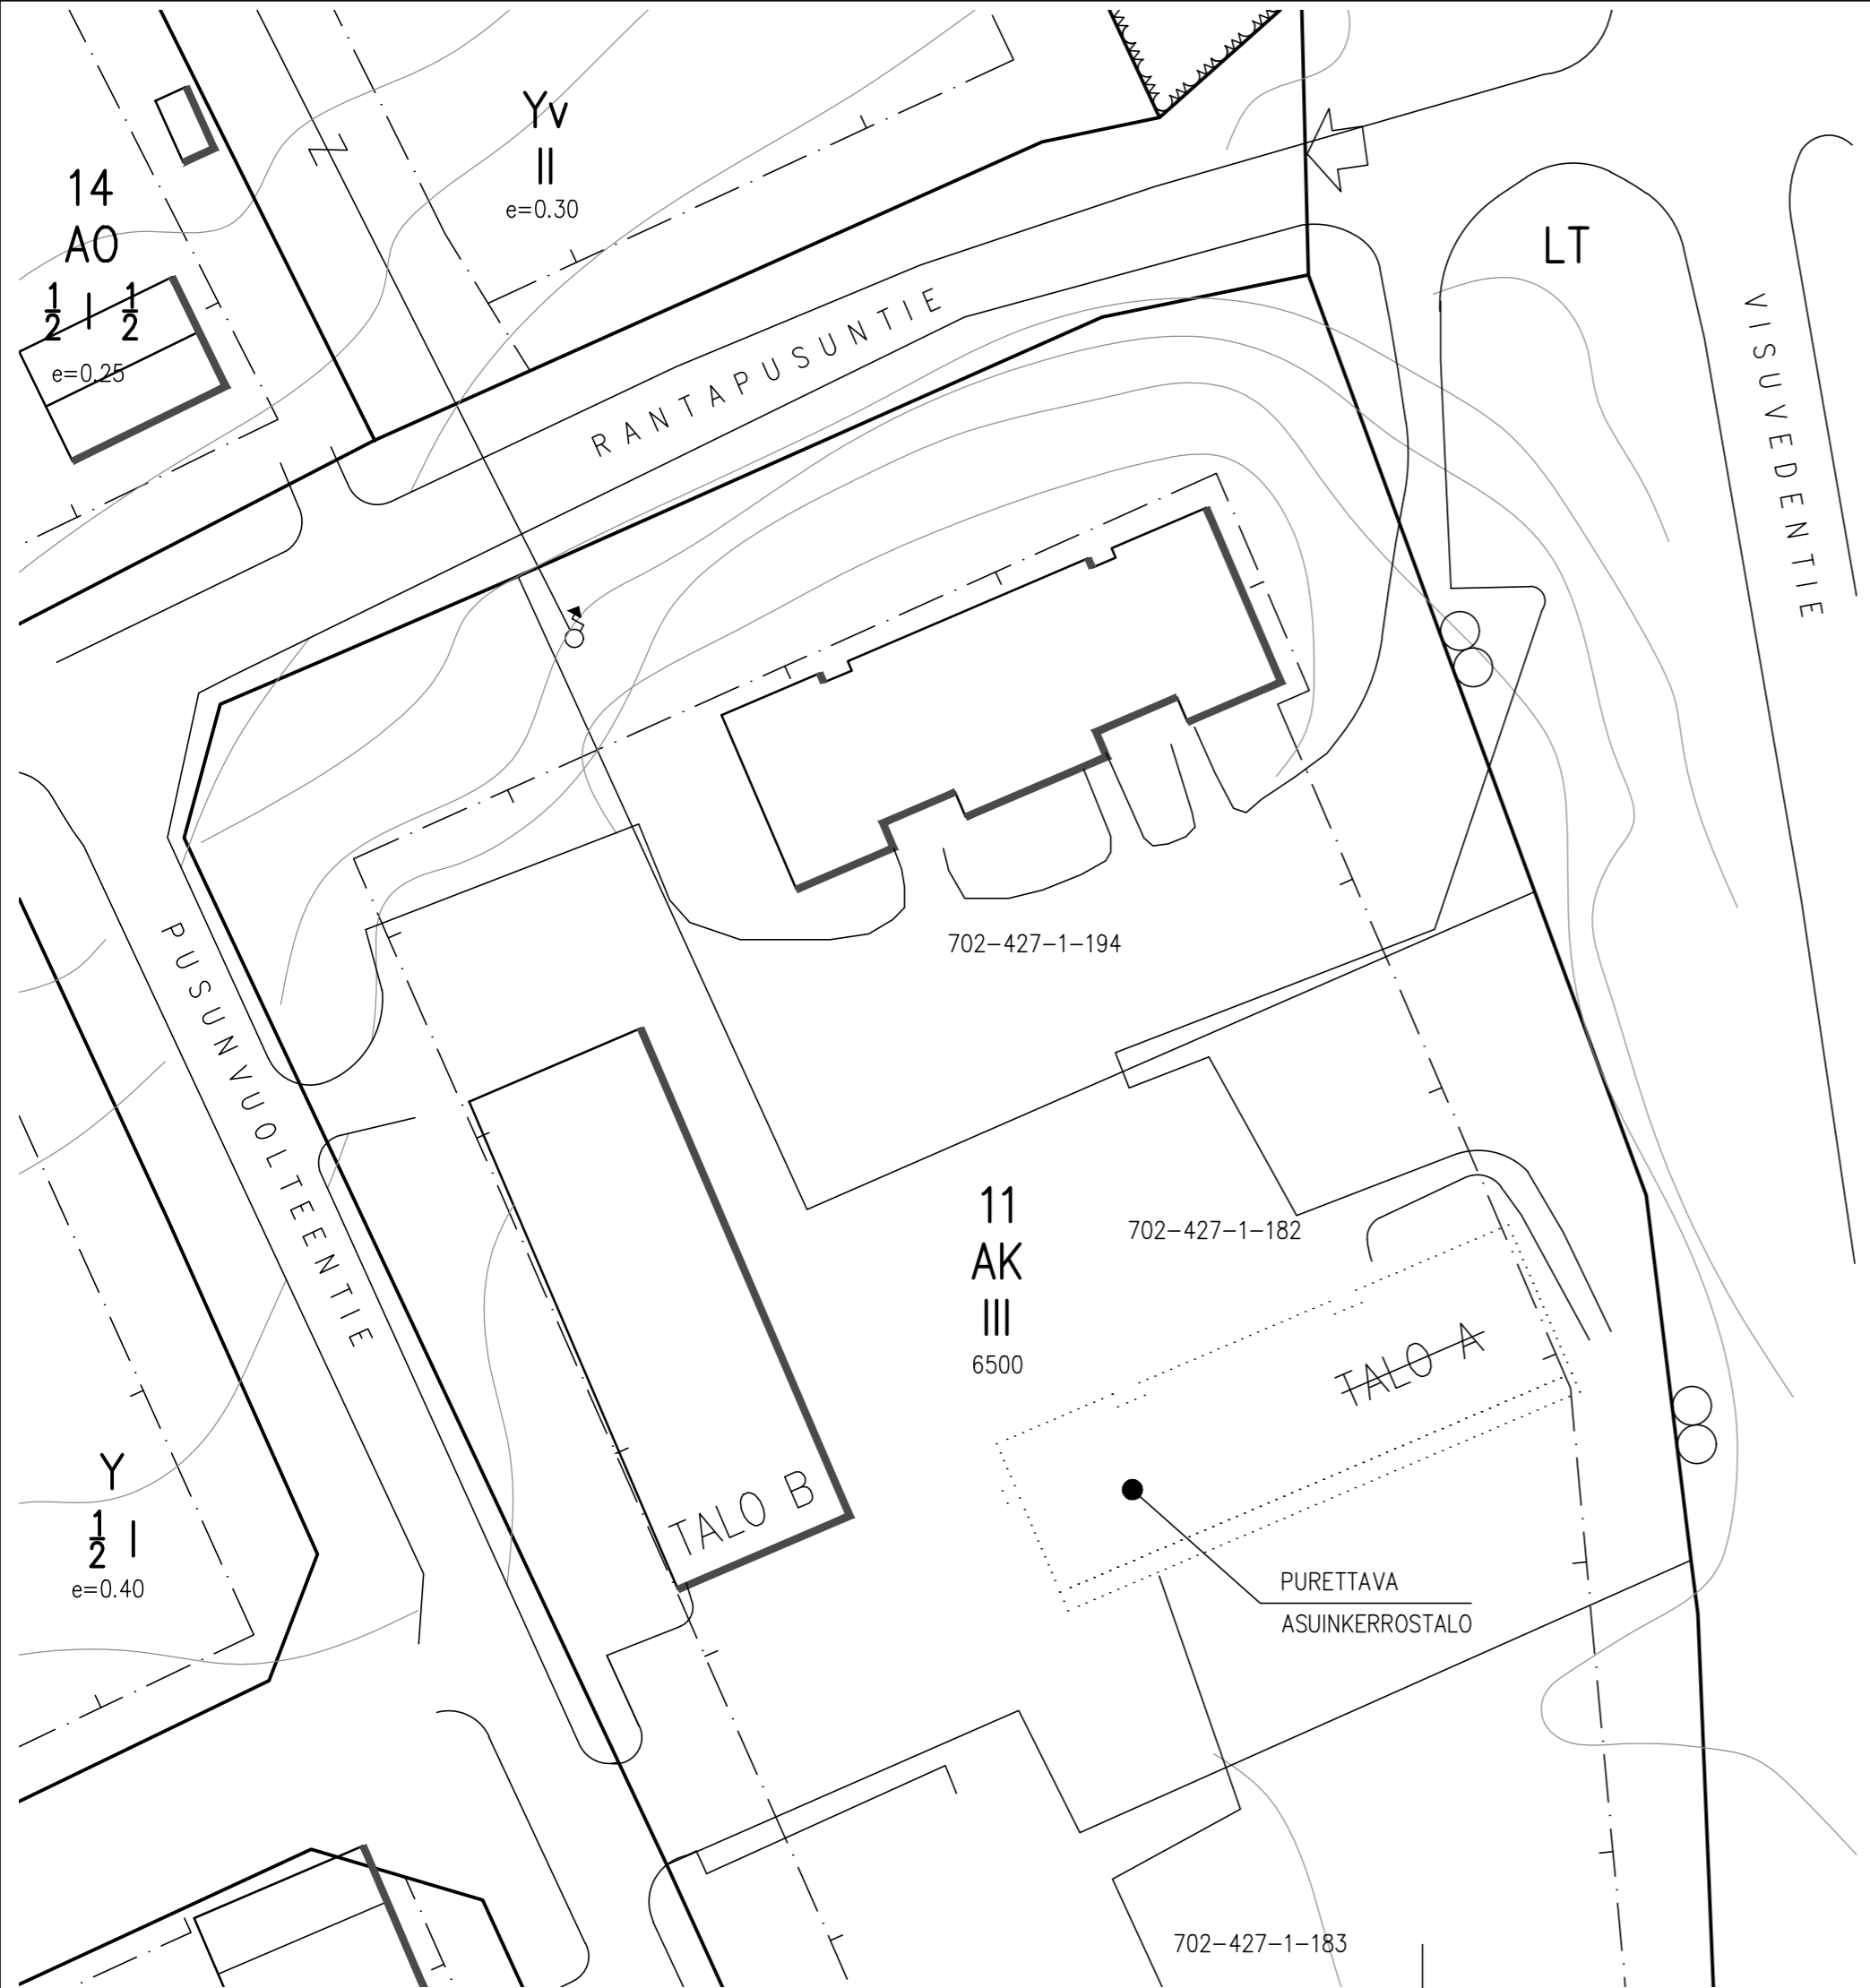 Yv
II
e=0.30
N
14
AO
1/2 I 1/2
e=0.25
LT
RANTAPUSUNTIE
VISUVEDENTIE
702-427-1-194
PUSUNVUOLTEENTIE
11
AK
III
6500
702-427-1-182
TALO A
Y
1/2 I
e=0.40
TALO B
PURETTAVA
ASUINKERROSTALO
702-427-1-183